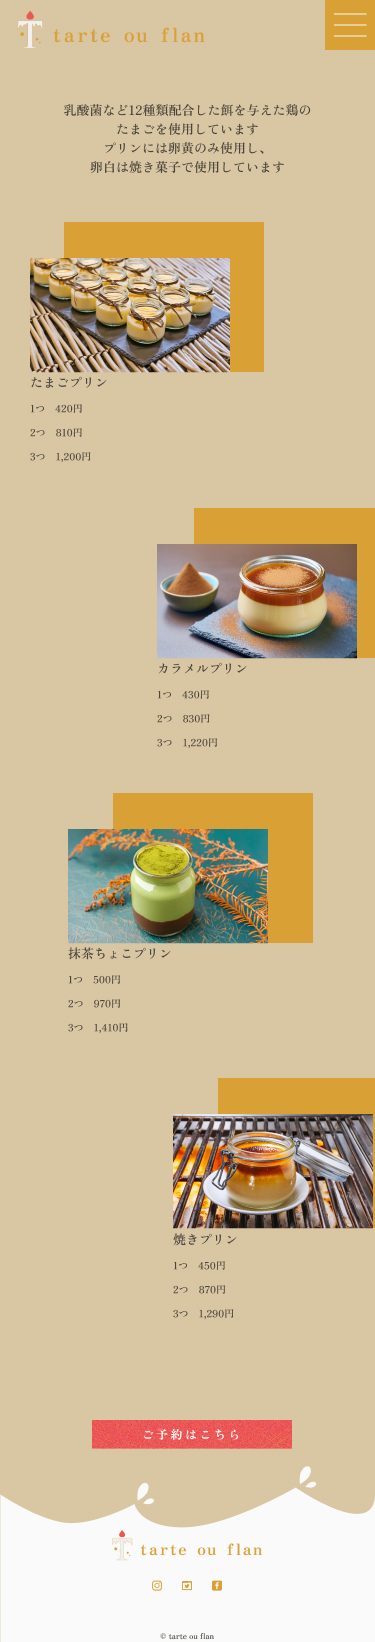 tarte ou flan
乳酸菌など12種類配合した餌を与えた鶏の
たまごを使用しています
プリンには卵黄のみ使用し、
卵白は焼き菓子で使用しています
たまごプリン
1つ 420円
2つ 810円
3つ 1,200円
カラメルプリン
1つ 430円
2つ 830円
3つ 1,220円
抹茶ちょこプリン
1つ 500円
2つ 970円
3つ 1,410円
焼きプリン
1つ 450円
2つ 870円
3つ 1,290円
ご予約はこちら
tarte ou flan
© tarte ou flan